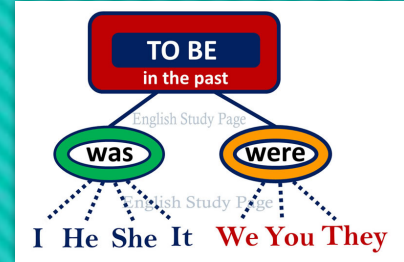 TO BE
in the past
English Study Page
was were
English Study Page
I He She It We You They